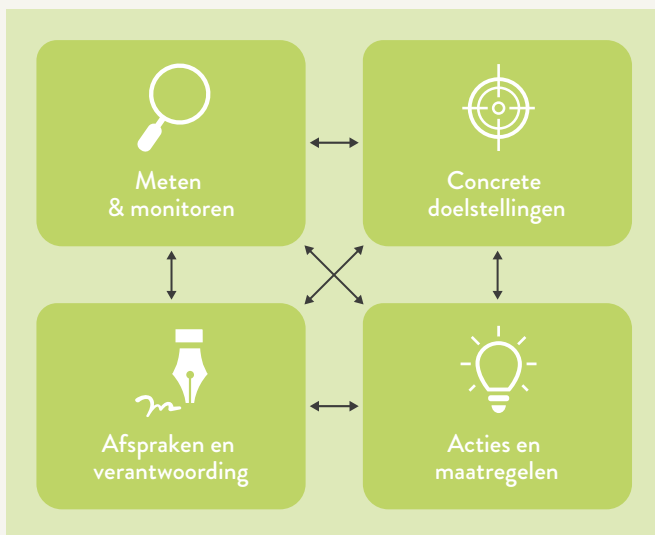 Meten
& monitoren
Concrete
doelstellingen
Afspraken en
verantwoording
Acties en
maatregelen